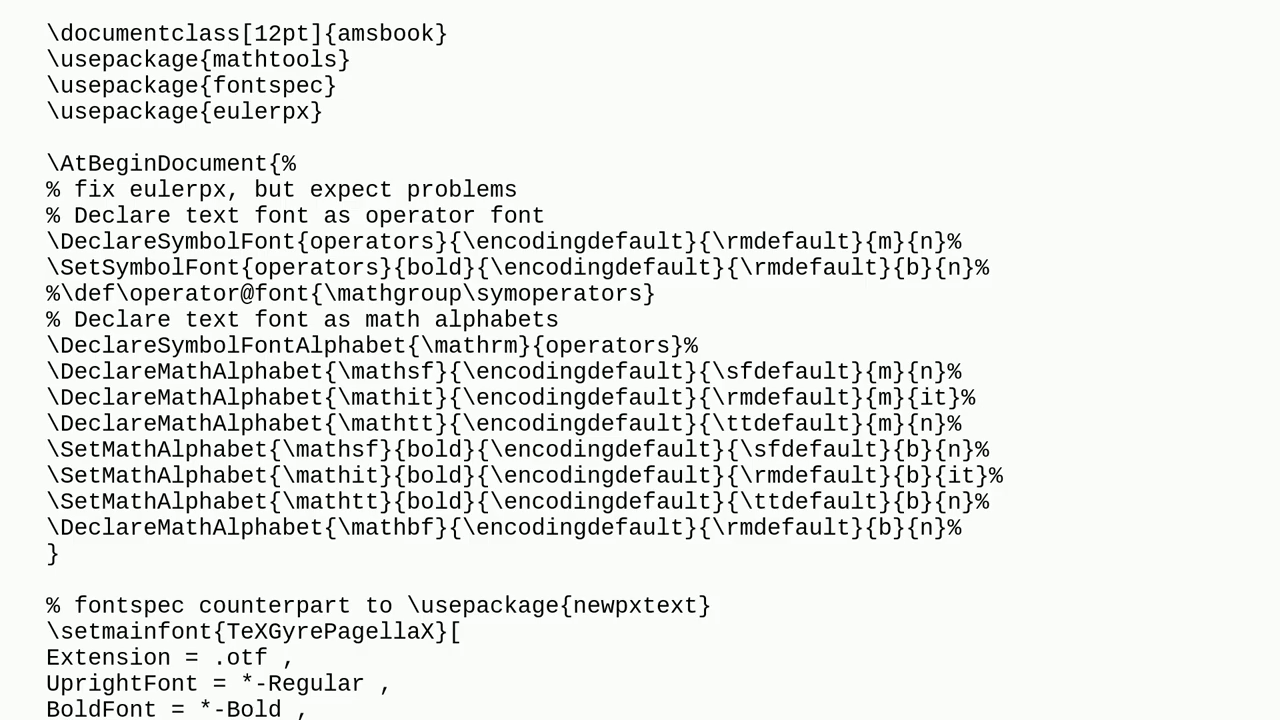 \documentclass[12pt]{amsbook}
\usepackage{mathtools}
\usepackage{fontspec}
\usepackage{eulerpx}
\AtBeginDocument{%
% fix eulerpx, but expect problems
% Declare text font as operator font
\DeclareSymbolFont{operators}{\encodingdefault}{\rmdefault}{m}{n}%
\SetSymbolFont{operators}{bold}{\encodingdefault}{\rmdefault}{b}{n}%
%\def\operator@font{\mathgroup\symoperators}
% Declare text font as math alphabets
\DeclareSymbolFontAlphabet{\mathrm}{operators}%
\DeclareMathAlphabet{\mathsf}{\encodingdefault}{\sfdefault}{m}{n}%
\DeclareMathAlphabet{\mathit}{\encodingdefault}{\rmdefault}{m}{it}%
\DeclareMathAlphabet{\mathtt}{\encodingdefault}{\ttdefault}{m}{n}%
\SetMathAlphabet{\mathsf}{bold}{\encodingdefault}{\sfdefault}{b}{n}%
\SetMathAlphabet{\mathit}{bold}{\encodingdefault}{\rmdefault}{b}{it}%
\SetMathAlphabet{\mathtt}{bold}{\encodingdefault}{\ttdefault}{b}{n}%
\DeclareMathAlphabet{\mathbf}{\encodingdefault}{\rmdefault}{b}{n}%
}
% fontspec counterpart to \usepackage{newpxtext}
\setmainfont{TeXGyrePagellaX}[
Extension = .otf ,
UprightFont = *-Regular ,
BoldFont = *-Bold ,